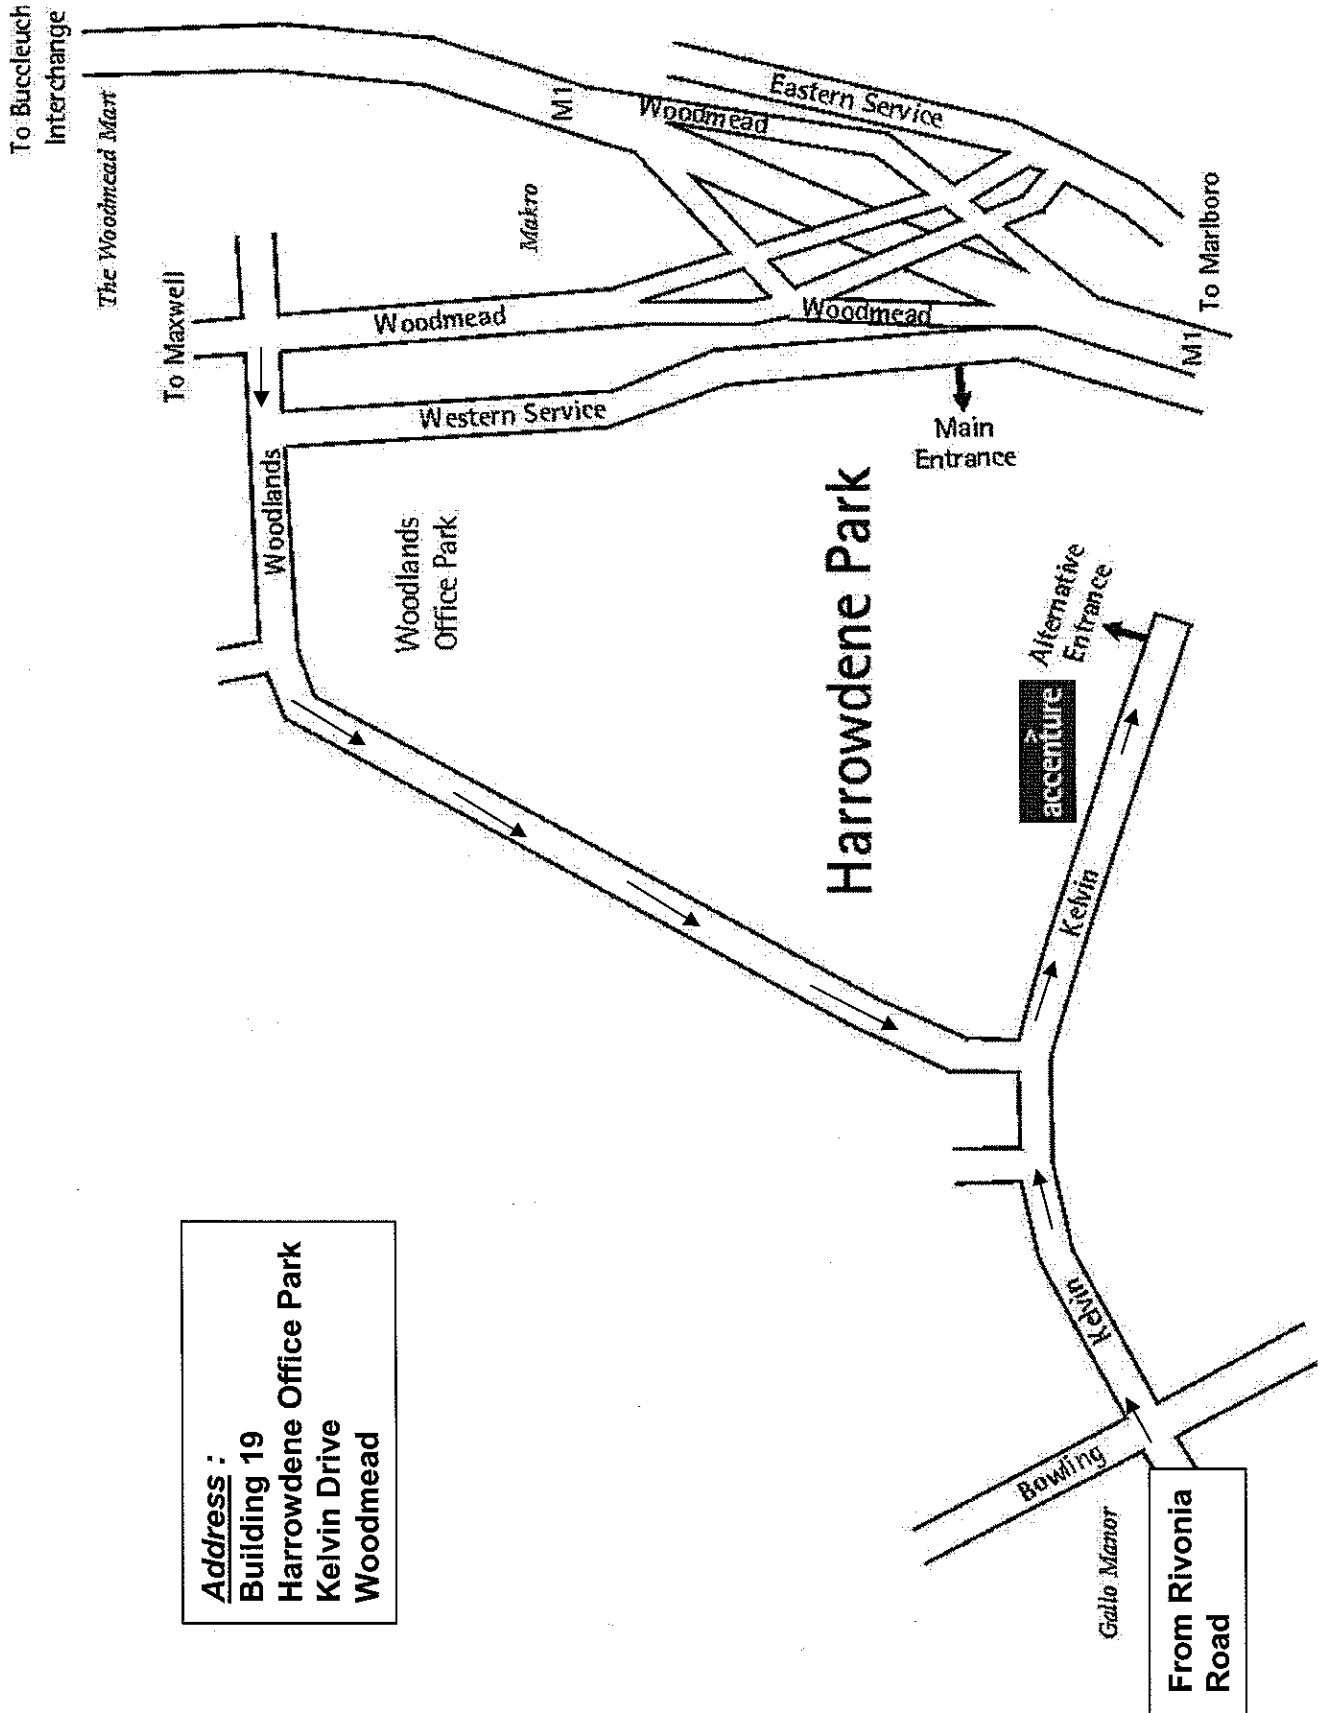 Address :
Building 19
Harrowdene Office Park
Kelvin Drive
Woodmead
From Rivonia
Road
Gallo Manor
Bowling
Kelvin
Kelvin
accenture
>
Alternative
Entrance
Harrowdene Park
Main
Entrance
Woodlands
Office Park
Woodlands
Western Service
To Maxwell
Woodmead
Woodmead
The Woodmead Mart
Makro
To Buccleuch
Interchange
M1
Woodmead
Eastern Service
M1
To Marlboro